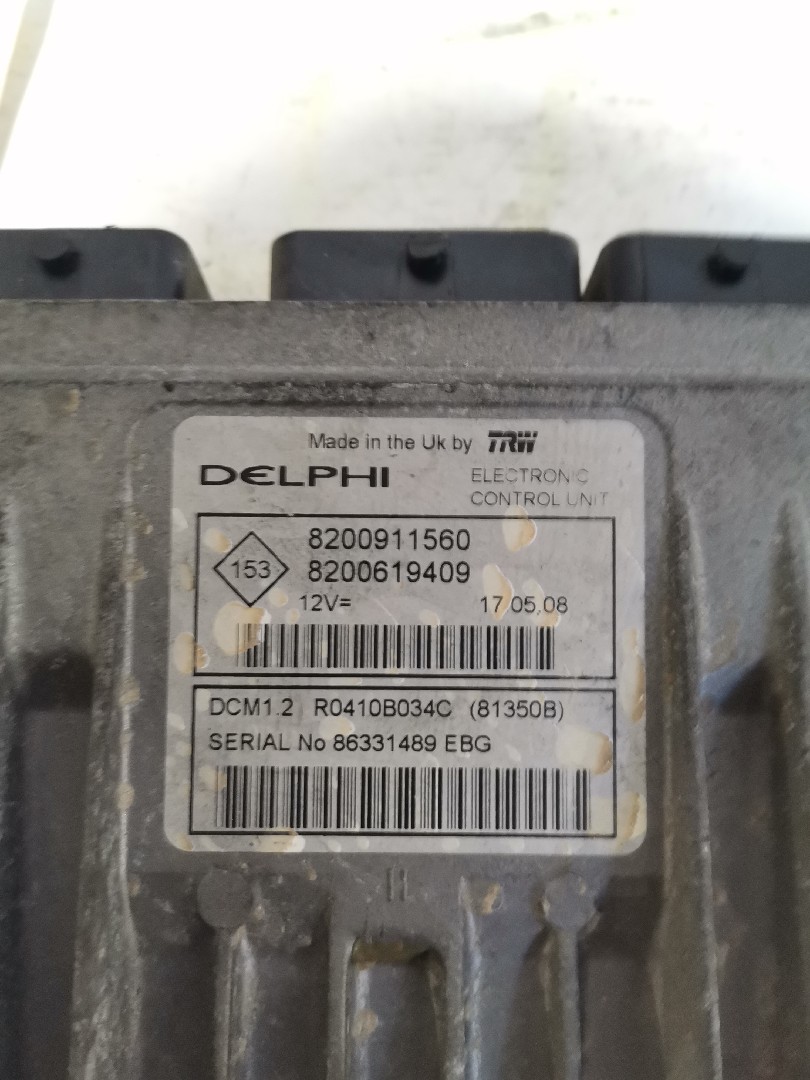 Made in the Uk by TRW
DELPHI
ELECTRONIC
CONTROL UNIT
153
8200911560
8200619409
12V=
17.05.08
DCM1.2 R0410B034C (81350B)
SERIAL No 86331489 EBG